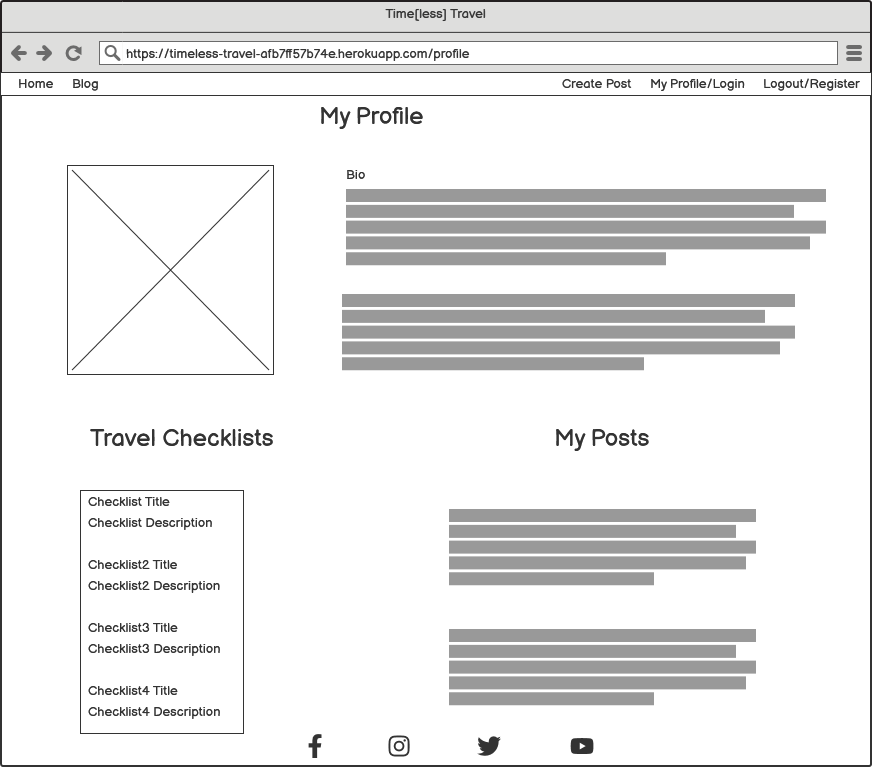 Time[less] Travel
https://timeless-travel-afb7ff57b74e.herokuapp.com/profile
Home Blog Create Post My Profile/Login Logout/Register
My Profile
Bio
Travel Checklists
My Posts
Checklist Title
Checklist Description
Checklist2 Title
Checklist2 Description
Checklist3 Title
Checklist3 Description
Checklist4 Title
Checklist4 Description